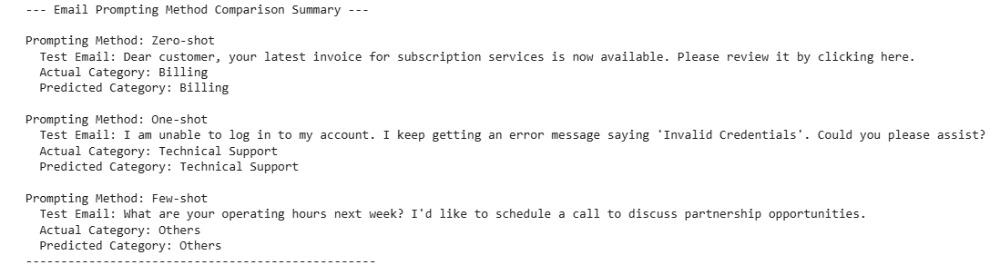 --- Email Prompting Method Comparison Summary ---
Prompting Method: Zero-shot
Test Email: Dear customer, your latest invoice for subscription services is now available. Please review it by clicking here.
Actual Category: Billing
Predicted Category: Billing
Prompting Method: One-shot
Test Email: I am unable to log in to my account. I keep getting an error message saying 'Invalid Credentials'. Could you please assist?
Actual Category: Technical Support
Predicted Category: Technical Support
Prompting Method: Few-shot
Test Email: What are your operating hours next week? I'd like to schedule a call to discuss partnership opportunities.
Actual Category: Others
Predicted Category: Others
--------------------------------------------------